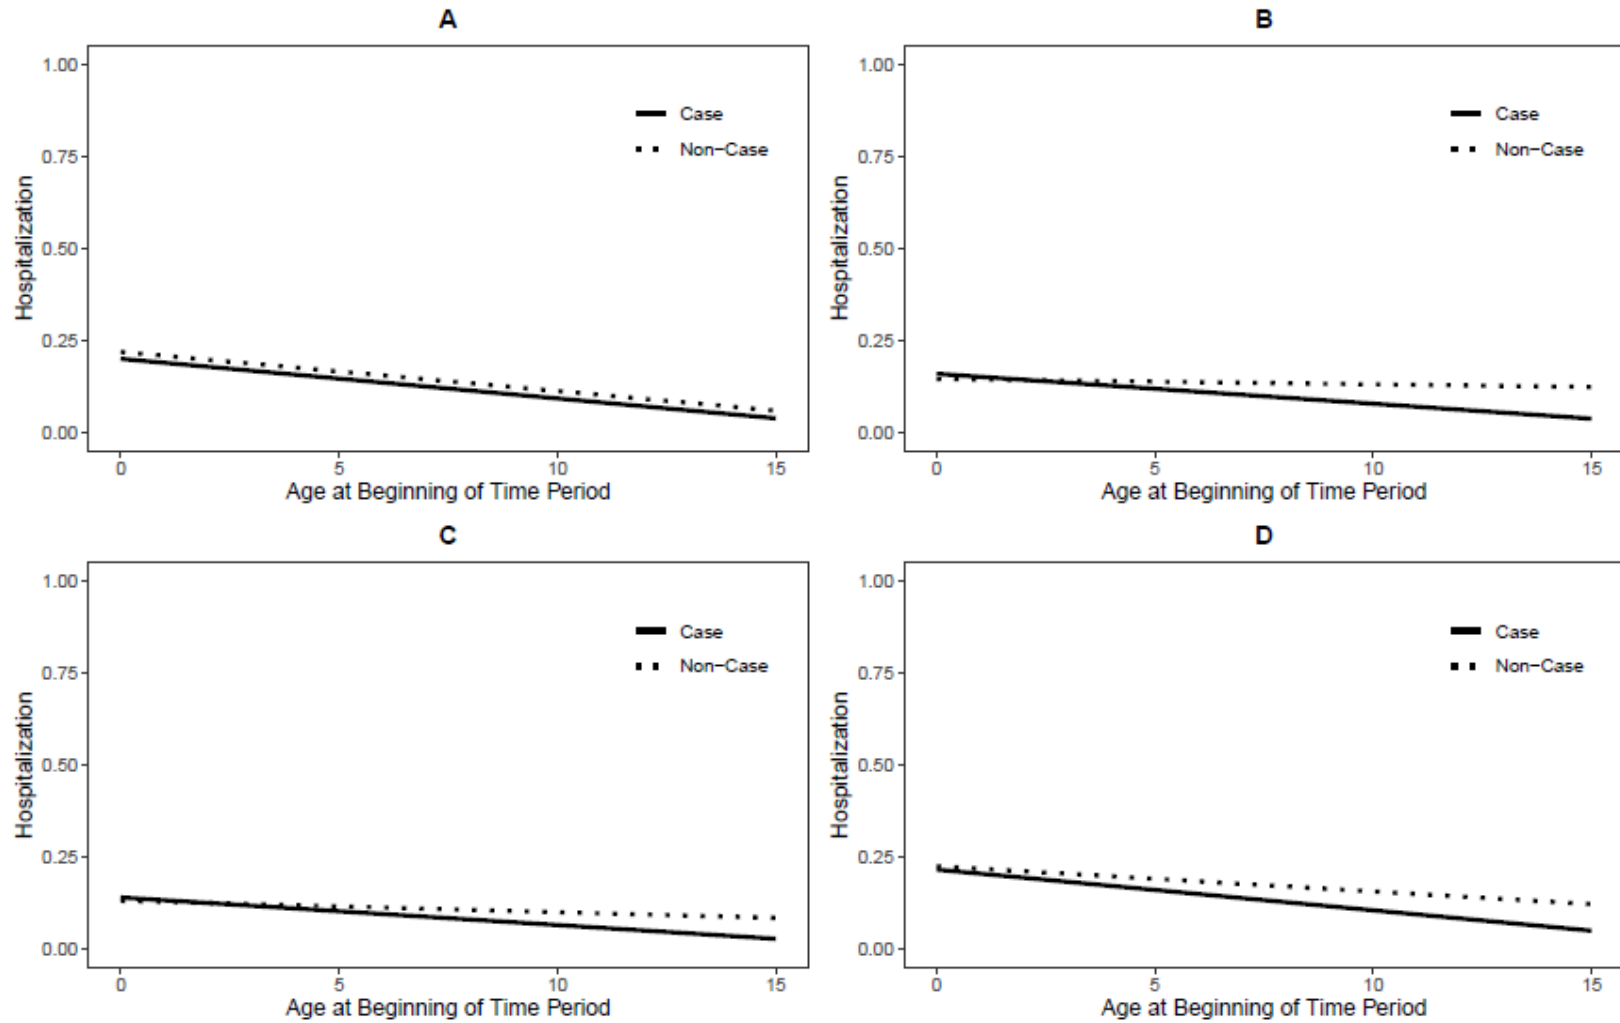 A
1.00
0.75
0.50
0.25
0.00
Hospitalization
Case
Non-Case
0 5 10 15
Age at Beginning of Time Period
B
1.00
0.75
0.50
0.25
0.00
Hospitalization
Case
Non-Case
0 5 10 15
Age at Beginning of Time Period
C
1.00
0.75
0.50
0.25
0.00
Hospitalization
Case
Non-Case
0 5 10 15
Age at Beginning of Time Period
D
1.00
0.75
0.50
0.25
0.00
Hospitalization
Case
Non-Case
0 5 10 15
Age at Beginning of Time Period